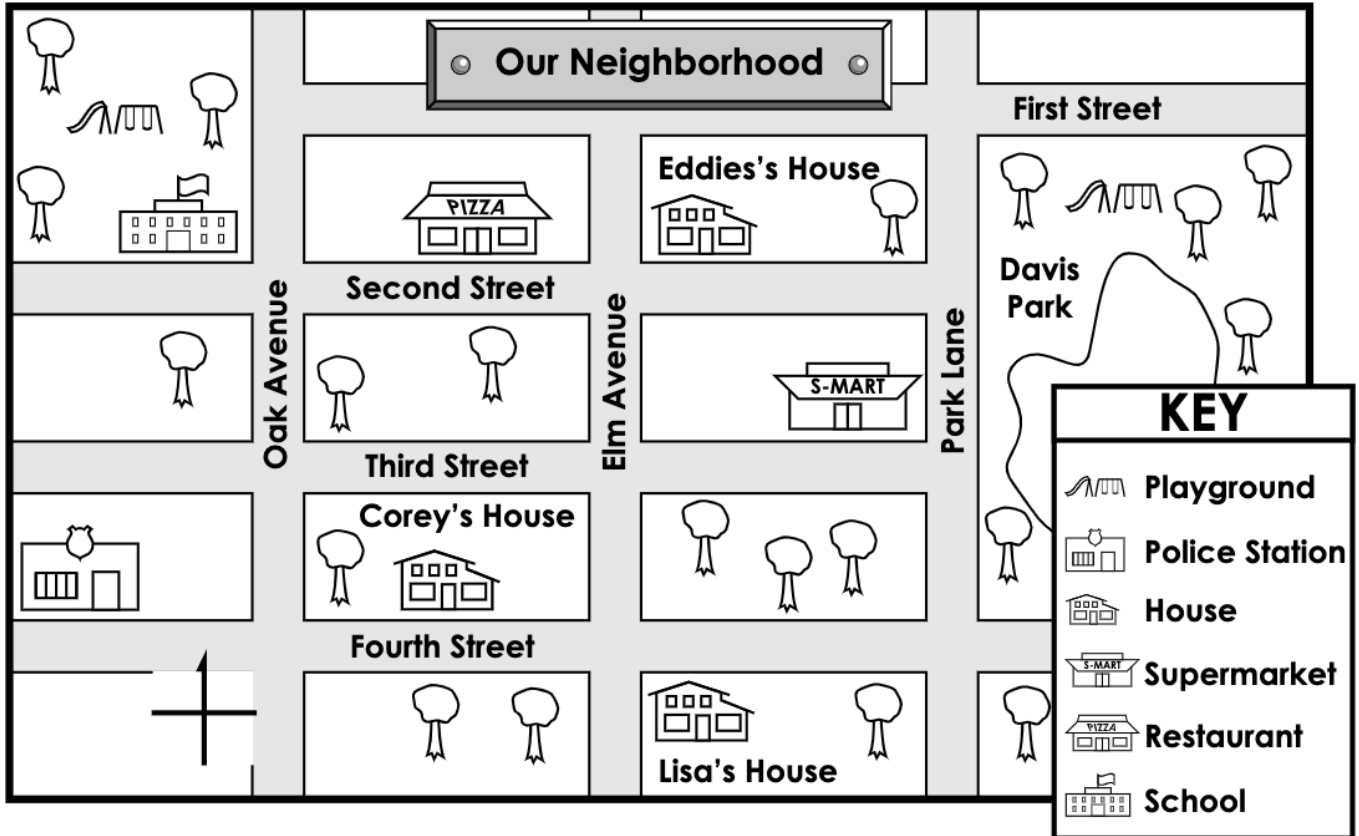 Our Neighborhood
First Street
Eddies's House
PIZZA
Second Street
Davis
Park
Oak Avenue
Elm Avenue
Park Lane
S-MART
Third Street
Corey's House
Fourth Street
Lisa's House
KEY
Playground
Police Station
House
S-MART
Supermarket
PIZZA
Restaurant
School